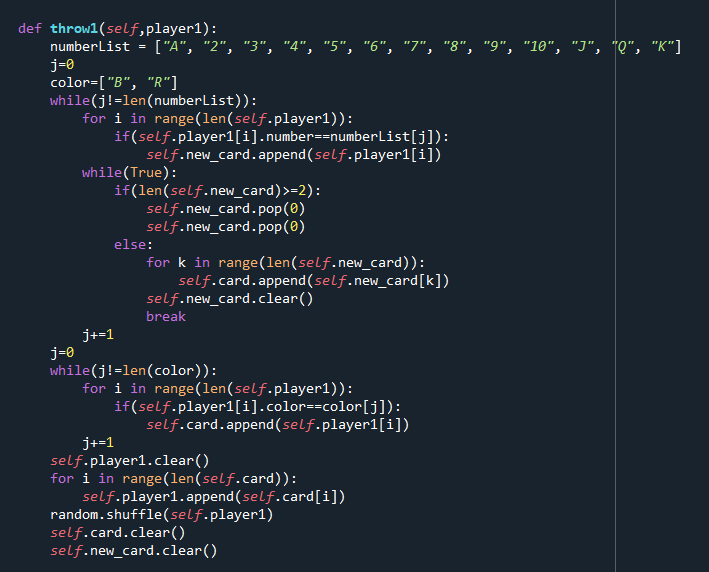 def throw1(self,player1):
    numberList = ["A", "2", "3", "4", "5", "6", "7", "8", "9", "10", "J", "Q", "K"]
    j=0
    color=["B", "R"]
    while(j!=len(numberList)):
        for i in range(len(self.player1)):
            if(self.player1[i].number==numberList[j]):
                self.new_card.append(self.player1[i])
        while(True):
            if(len(self.new_card)>=2):
                self.new_card.pop(0)
                self.new_card.pop(0)
            else:
                for k in range(len(self.new_card)):
                    self.card.append(self.new_card[k])
                self.new_card.clear()
                break
        j+=1
    j=0
    while(j!=len(color)):
        for i in range(len(self.player1)):
            if(self.player1[i].color==color[j]):
                self.card.append(self.player1[i])
        j+=1
    self.player1.clear()
    for i in range(len(self.card)):
        self.player1.append(self.card[i])
    random.shuffle(self.player1)
    self.card.clear()
    self.new_card.clear()